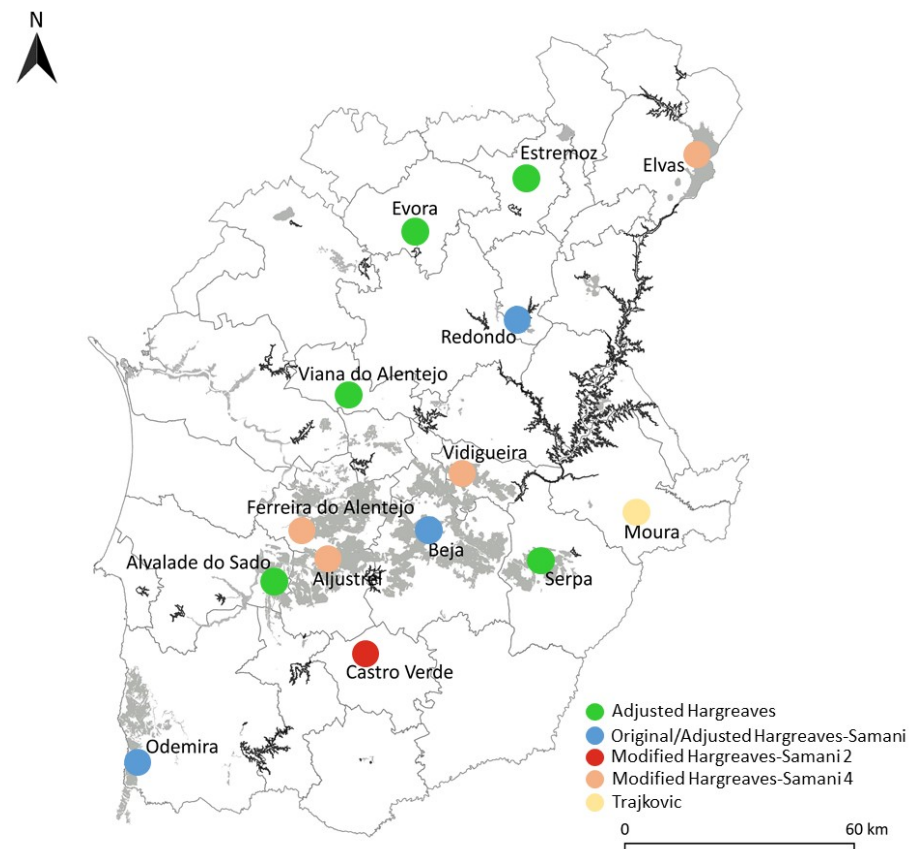 N
Estremoz
Elvas
Evora
Redondo
Viana do Alentejo
Vidigueira
Ferreira do Alentejo
Moura
Beja
Alvalade do Sado
Aljustrel
Serpa
Castro Verde
Odemira
Adjusted Hargreaves
Original/Adjusted Hargreaves-Samani
Modified Hargreaves-Samani 2
Modified Hargreaves-Samani 4
Trajkovic
0 60 km